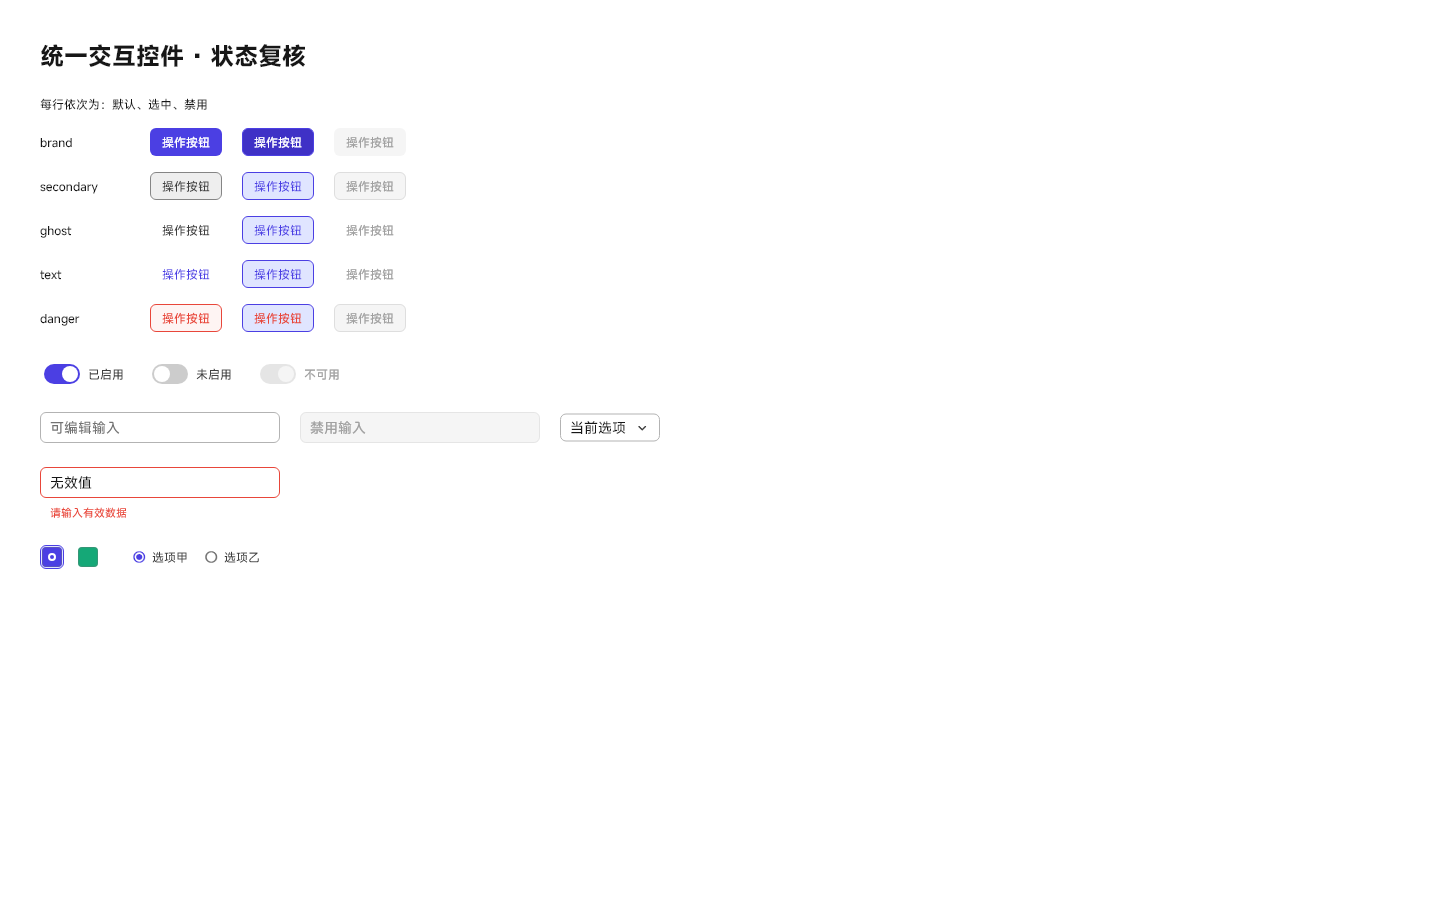 统一交互控件 · 状态复核
每行依次为：默认、选中、禁用
brand 操作按钮 操作按钮 操作按钮
secondary 操作按钮 操作按钮 操作按钮
ghost 操作按钮 操作按钮 操作按钮
text 操作按钮 操作按钮 操作按钮
danger 操作按钮 操作按钮 操作按钮
已启用 未启用 不可用
可编辑输入 禁用输入 当前选项
无效值
请输入有效数据
选项甲 选项乙